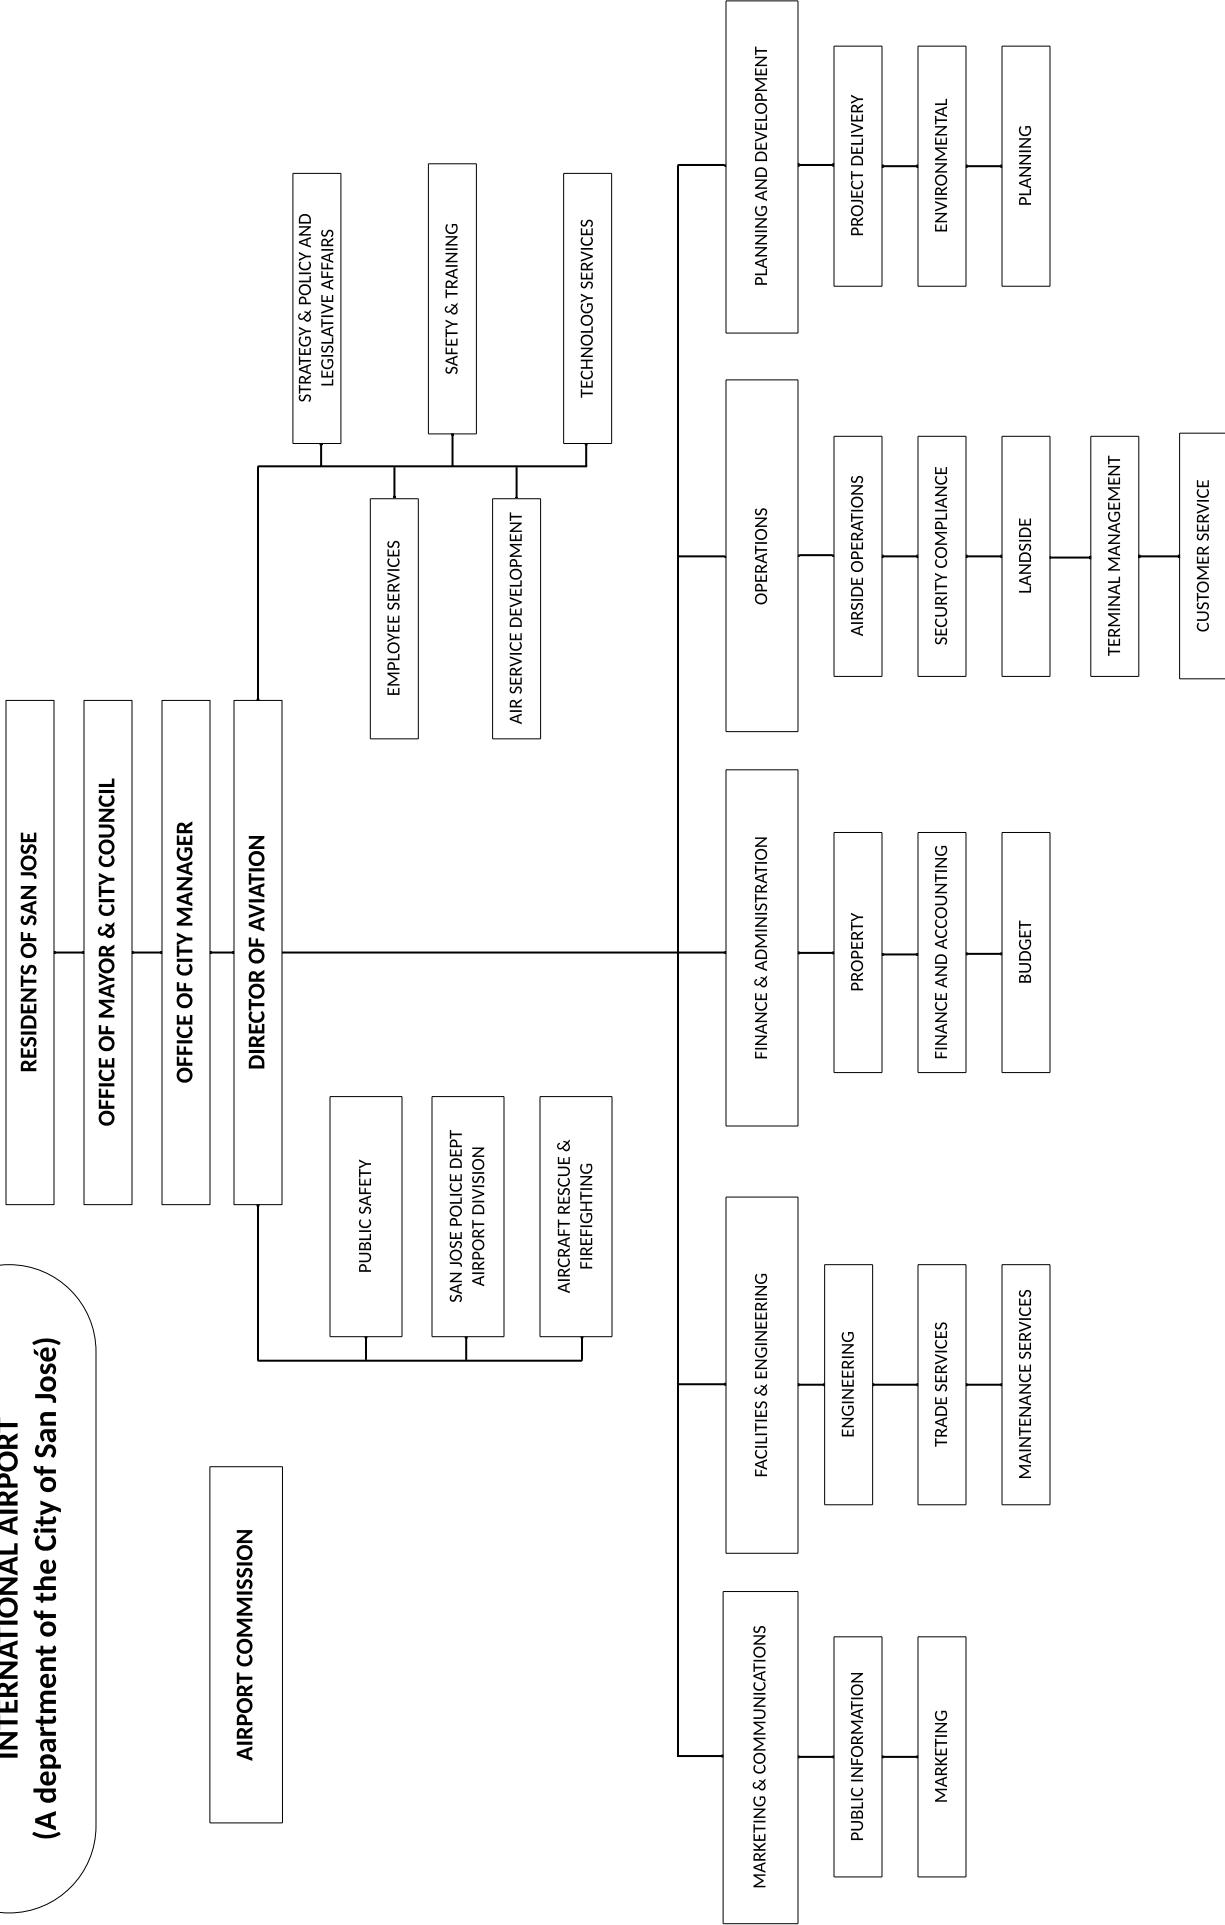 INTERNATIONAL AIRPORT
(A department of the City of San José)
RESIDENTS OF SAN JOSE
OFFICE OF MAYOR & CITY COUNCIL
OFFICE OF CITY MANAGER
AIRPORT COMMISSION
DIRECTOR OF AVIATION
PUBLIC SAFETY
SAN JOSE POLICE DEPT
AIRPORT DIVISION
AIRCRAFT RESCUE &
FIREFIGHTING
STRATEGY & POLICY AND
LEGISLATIVE AFFAIRS
EMPLOYEE SERVICES
SAFETY & TRAINING
AIR SERVICE DEVELOPMENT
TECHNOLOGY SERVICES
MARKETING & COMMUNICATIONS
PUBLIC INFORMATION
MARKETING
FACILITIES & ENGINEERING
ENGINEERING
TRADE SERVICES
MAINTENANCE SERVICES
FINANCE & ADMINISTRATION
PROPERTY
FINANCE AND ACCOUNTING
BUDGET
OPERATIONS
AIRSIDE OPERATIONS
SECURITY COMPLIANCE
LANDSIDE
TERMINAL MANAGEMENT
CUSTOMER SERVICE
PLANNING AND DEVELOPMENT
PROJECT DELIVERY
ENVIRONMENTAL
PLANNING